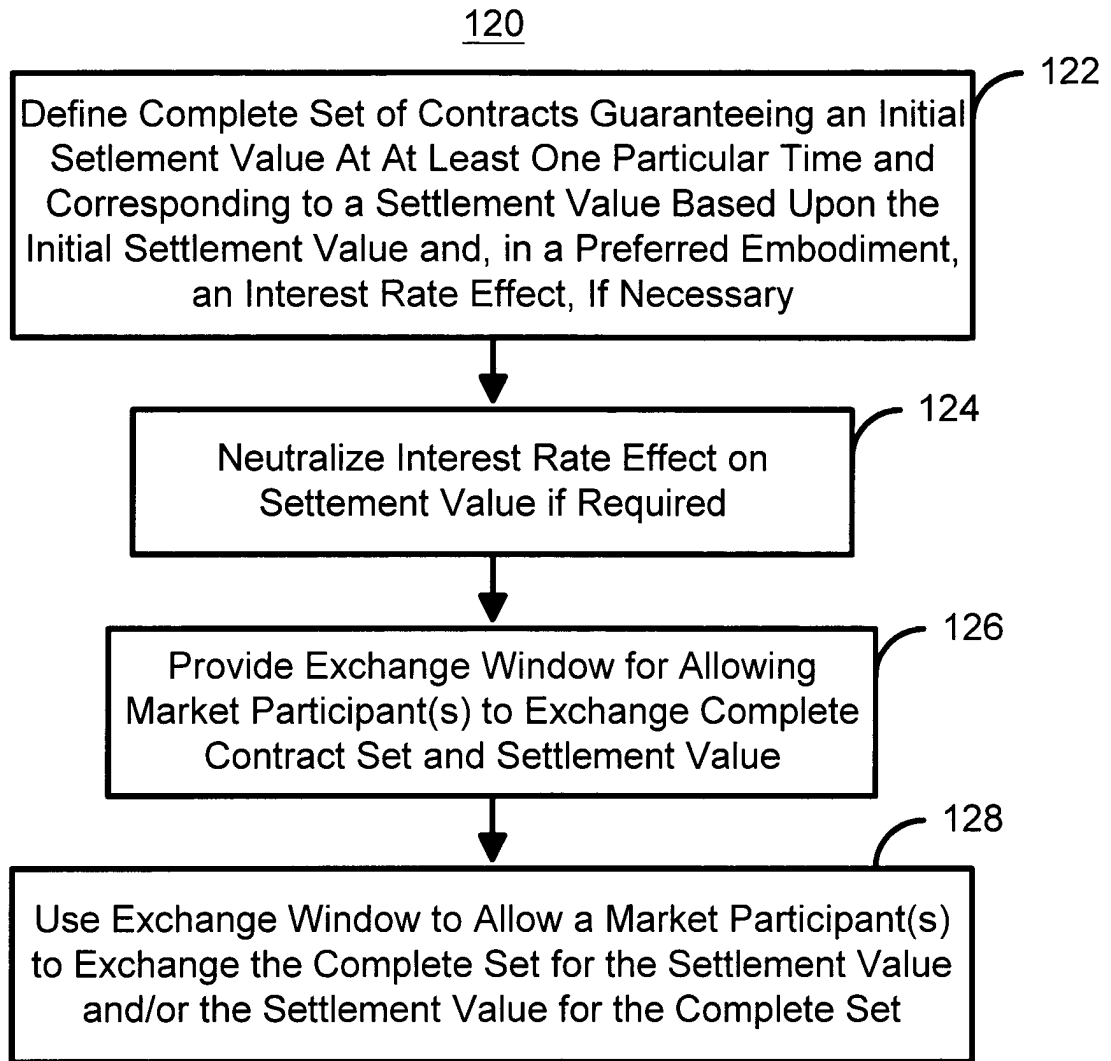 120
122
Define Complete Set of Contracts Guaranteeing an Initial
Setlement Value At At Least One Particular Time and
Corresponding to a Settlement Value Based Upon the
Initial Settlement Value and, in a Preferred Embodiment,
an Interest Rate Effect, If Necessary
124
Neutralize Interest Rate Effect on
Settement Value if Required
126
Provide Exchange Window for Allowing
Market Participant(s) to Exchange Complete
Contract Set and Settlement Value
128
Use Exchange Window to Allow a Market Participant(s)
to Exchange the Complete Set for the Settlement Value
and/or the Settlement Value for the Complete Set